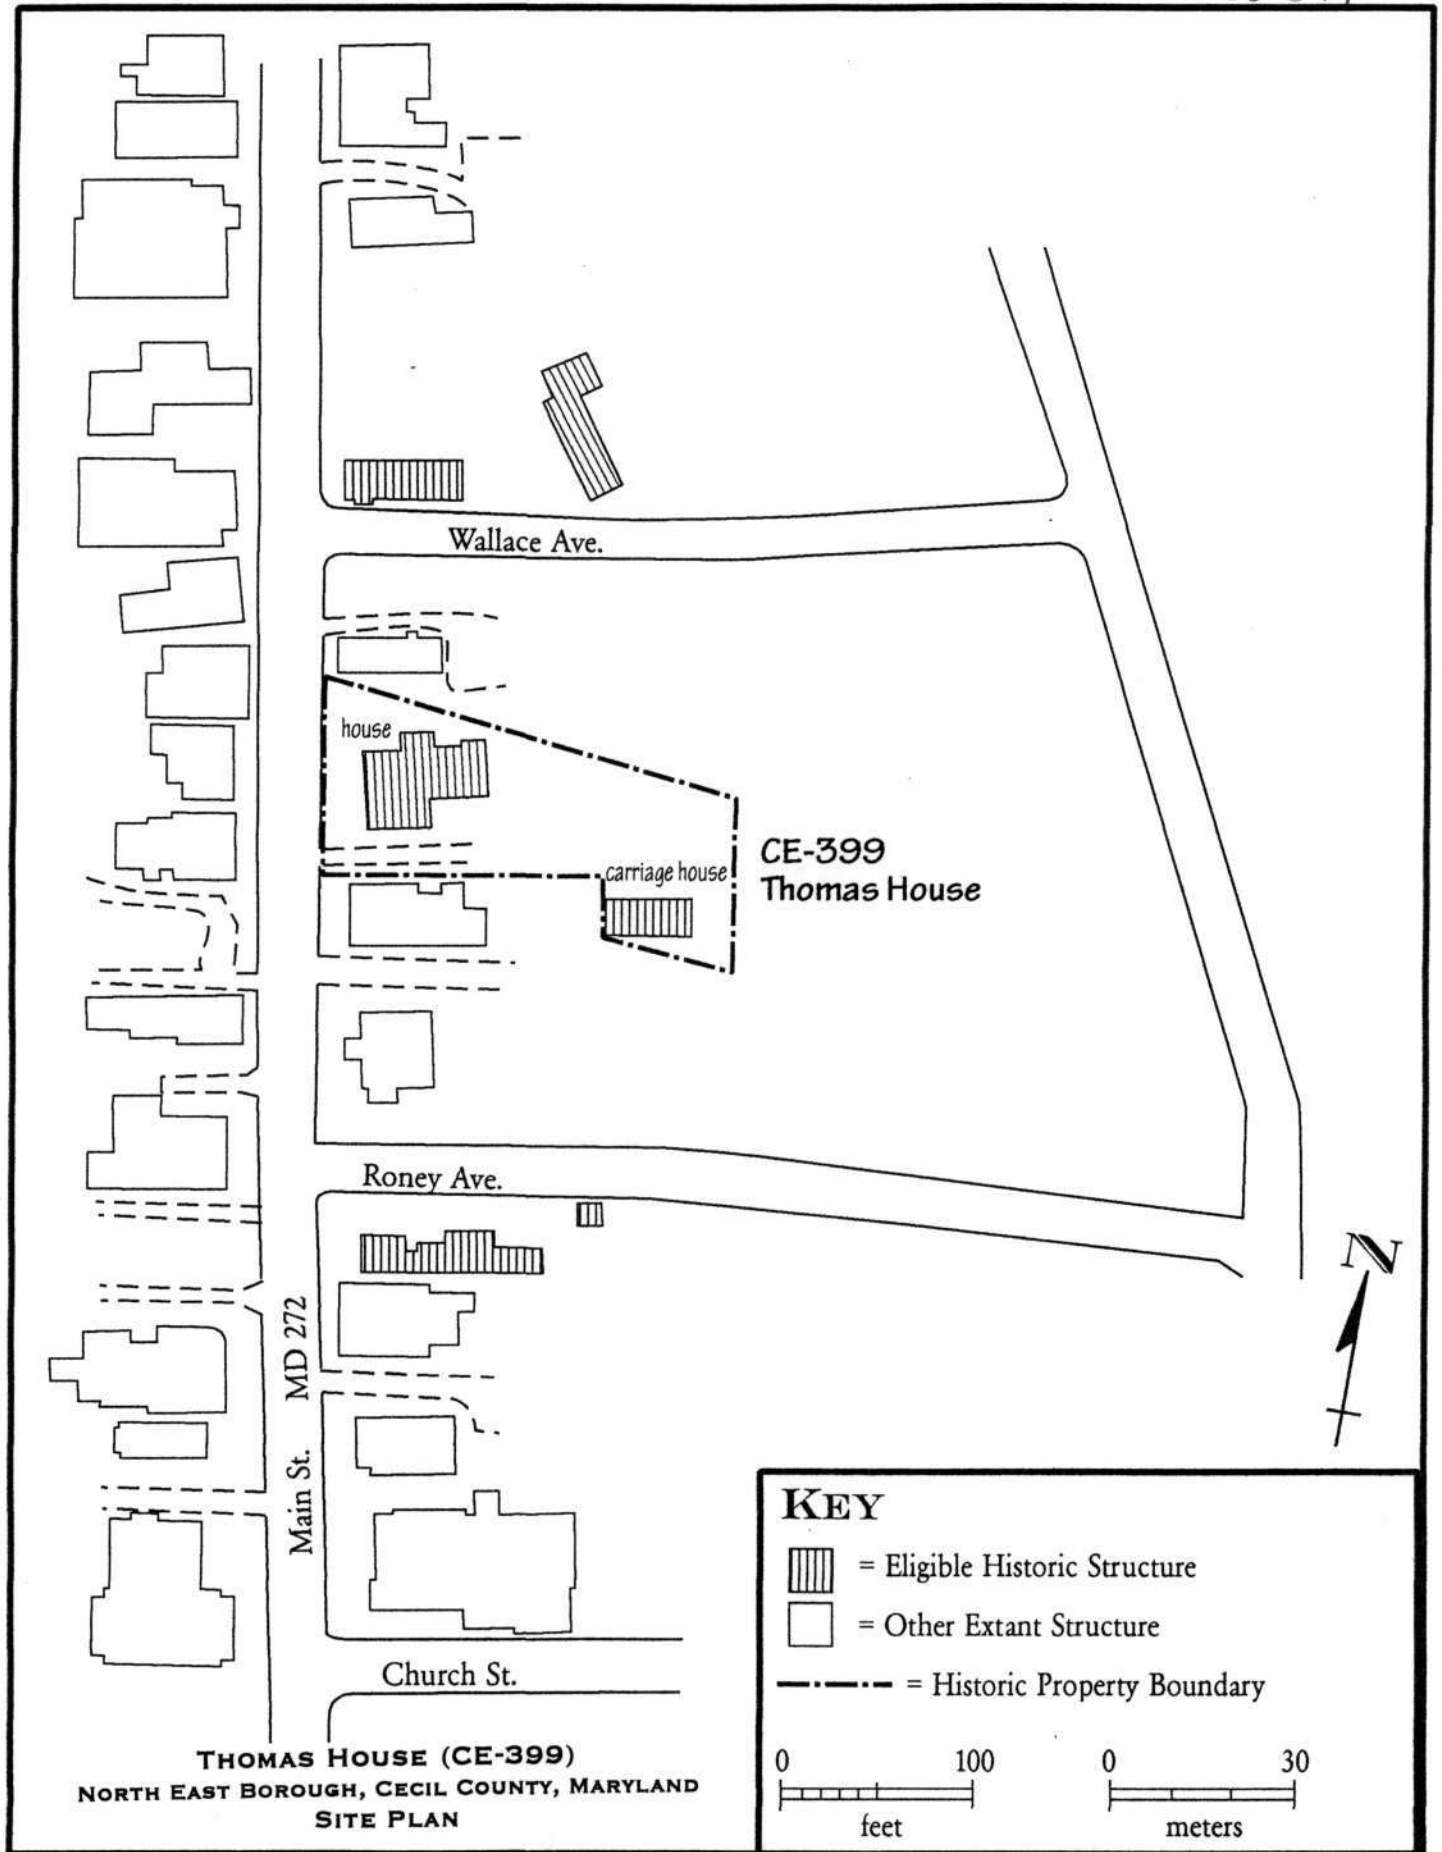 Wallace Ave.
house
carriage house
CE-399
Thomas House
Roney Ave.
N
Main St. MD 272
Church St.
THOMAS HOUSE (CE-399)
NORTH EAST BOROUGH, CECIL COUNTY, MARYLAND
SITE PLAN
KEY
= Eligible Historic Structure
= Other Extant Structure
= Historic Property Boundary
0 100
feet
0 30
meters